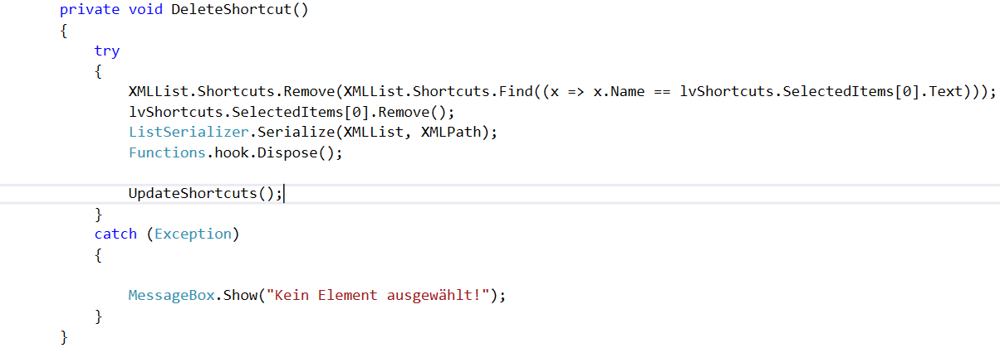 private void DeleteShortcut()
{
try
{
XMLList.Shortcuts.Remove(XMLList.Shortcuts.Find((x => x.Name == lvShortcuts.SelectedItems[0].Text)));
lvShortcuts.SelectedItems[0].Remove();
ListSerializer.Serialize(XMLList, XMLPath);
Functions.hook.Dispose();
UpdateShortcuts();
}
catch (Exception)
{
MessageBox.Show("Kein Element ausgewählt!");
}
}